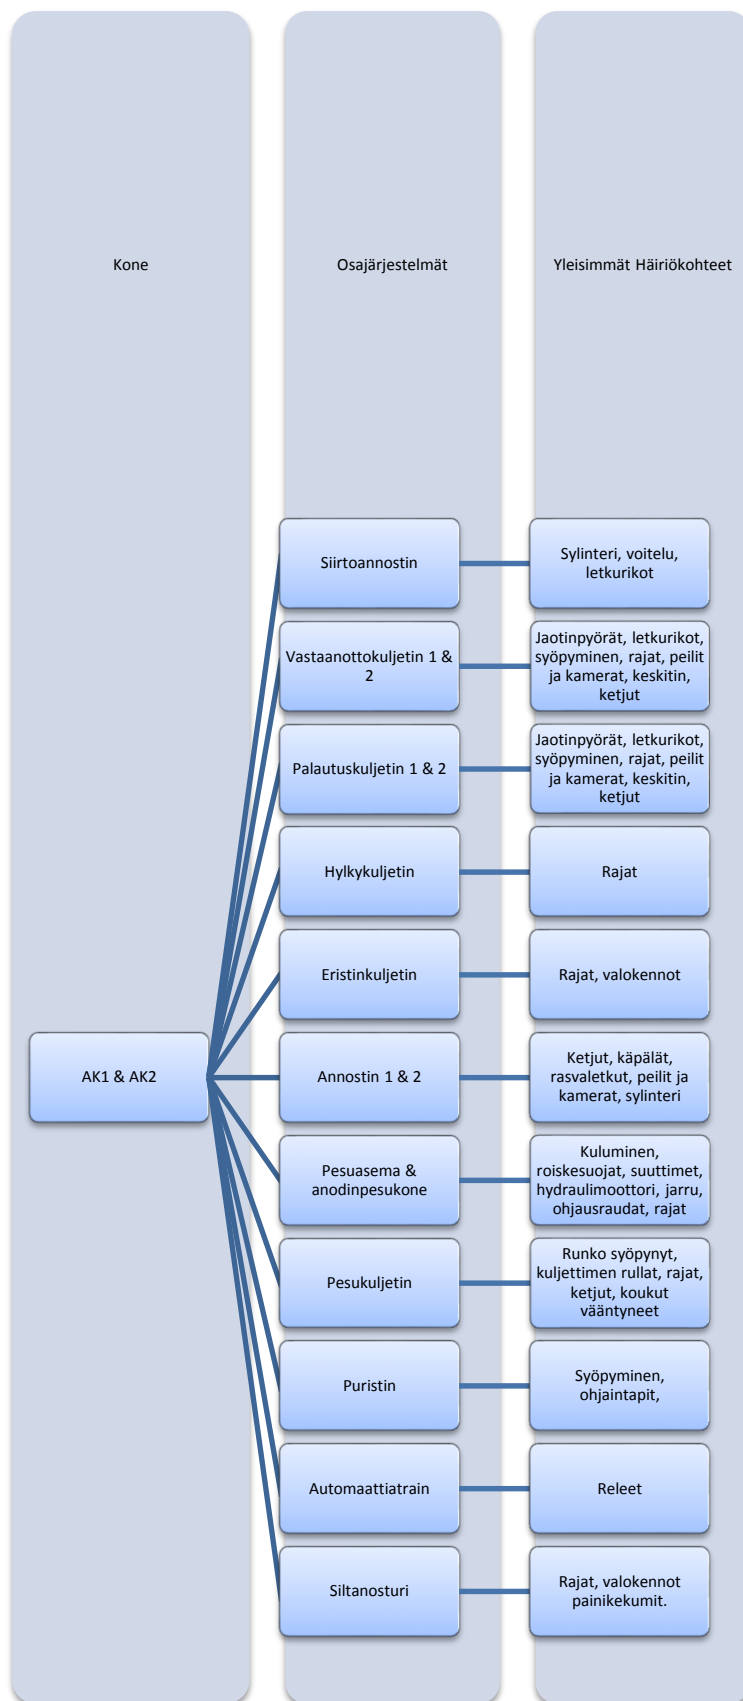 Kone
Osajärjestelmät
Yleisimmät Häiriökohteet
AK1 & AK2
Siirtoannostin
Sylinteri, voitelu,
letkurikot
Vastaanottokuljetin 1 &
2
Jaotinpyörät, letkurikot,
syöpyminen, rajat, peilit
ja kamerat, keskitin,
ketjut
Palautuskuljetin 1 & 2
Jaotinpyörät, letkurikot,
syöpyminen, rajat, peilit
ja kamerat, keskitin,
ketjut
Hylkykuljetin
Rajat
Eristinkuljetin
Rajat, valokennot
Annostin 1 & 2
Ketjut, käpälät,
rasvaletkut, peilit ja
kamerat, sylinteri
Pesuasema &
anodinpesukone
Kuluminen,
roiskesuojat, suuttimet,
hydraulimoottori, jarru,
ohjausraudat, rajat
Pesukuljetin
Runko syöpynyt,
kuljettimen rullat, rajat,
ketjut, koukut
vääntyneet
Puristin
Syöpyminen,
ohjaintapit,
Automaattiatrain
Releet
Siltanosturi
Rajat, valokennot
painikekumit.